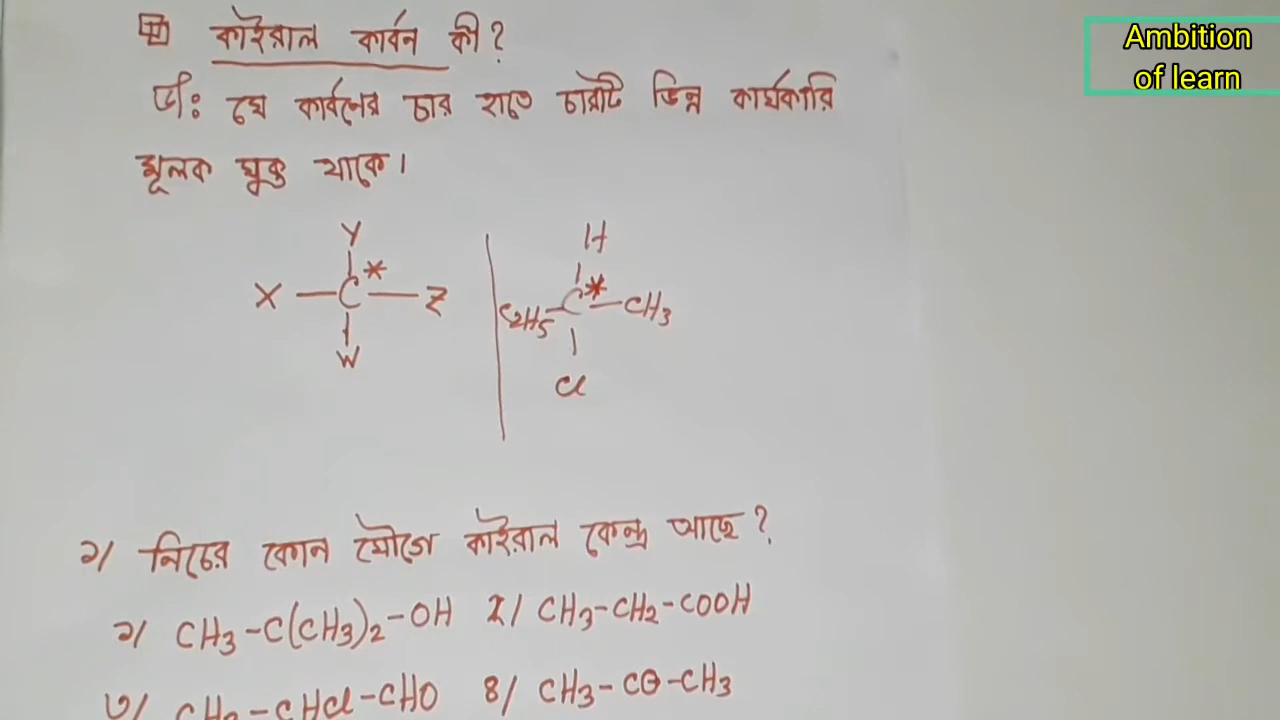 কাইরাল কার্বন কী?
উ: যে কার্বনের চার হাতে চারটি ভিন্ন কার্যকারি
মূলক যুক্ত থাকে।
Y
X - C* - Z
W
H
C2H5 - C* - CH3
Cl
১/ নিচের কোন যৌগে কাইরাল কেন্দ্র আছে?
১/ CH3-C(CH3)2-OH ২/ CH3-CH2-COOH
৩/ CH3-CHCl-CHO ৪/ CH3-CO-CH3
Ambition
of learn